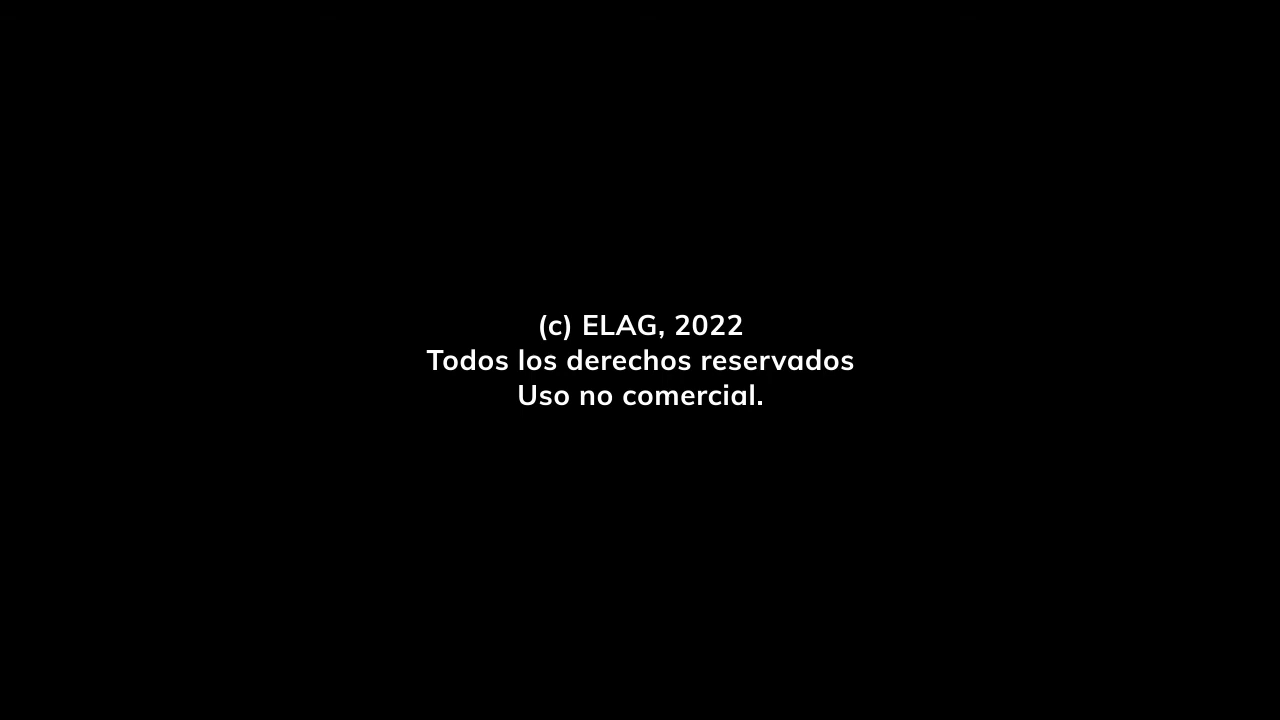 (c) ELAG, 2022
Todos los derechos reservados
Uso no comercial.